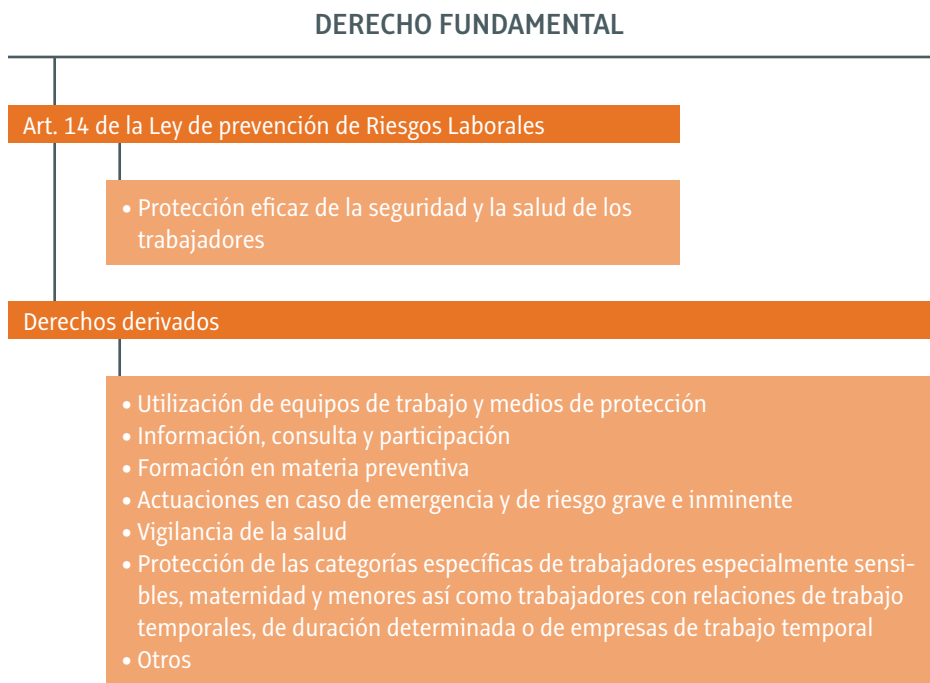 DERECHO FUNDAMENTAL
Art. 14 de la Ley de prevención de Riesgos Laborales
• Protección eficaz de la seguridad y la salud de los
trabajadores
Derechos derivados
• Utilización de equipos de trabajo y medios de protección
• Información, consulta y participación
• Formación en materia preventiva
• Actuaciones en caso de emergencia y de riesgo grave e inminente
• Vigilancia de la salud
• Protección de las categorías específicas de trabajadores especialmente sensi-
bles, maternidad y menores así como trabajadores con relaciones de trabajo
temporales, de duración determinada o de empresas de trabajo temporal
• Otros